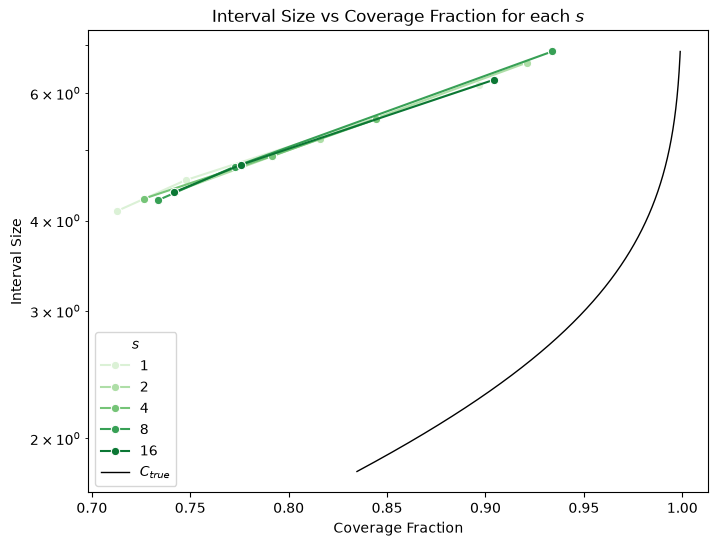 Interval Size vs Coverage Fraction for each s
Interval Size
6 × 10⁰
4 × 10⁰
3 × 10⁰
2 × 10⁰
s
1
2
4
8
16
C_true
0.70 0.75 0.80 0.85 0.90 0.95 1.00
Coverage Fraction